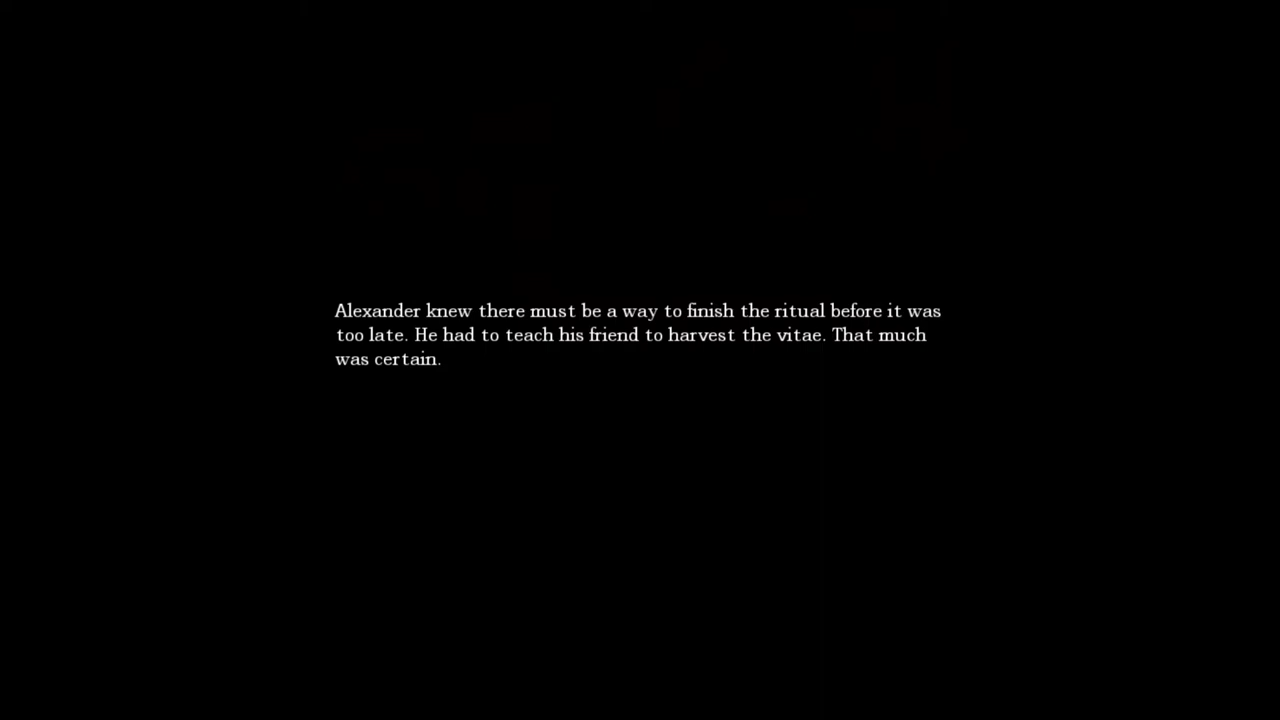 Alexander knew there must be a way to finish the ritual before it was
too late. He had to teach his friend to harvest the vitae. That much
was certain.